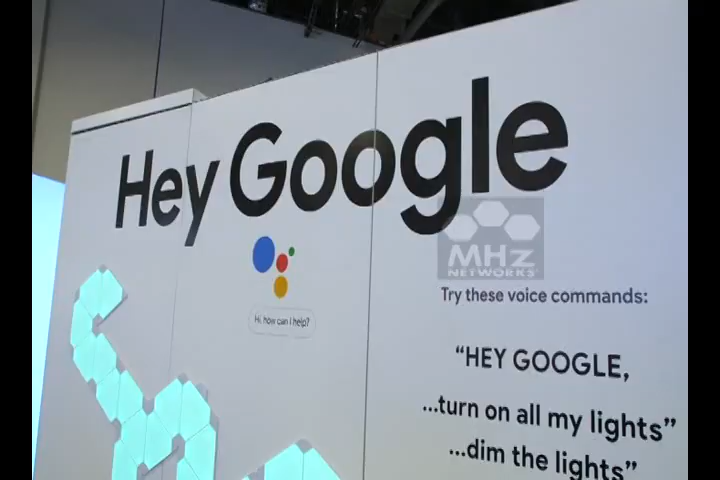 Hey Google
MHz
NETWORKS
Hi, how can I help?
Try these voice commands:
“HEY GOOGLE,
...turn on all my lights”
...dim the lights”